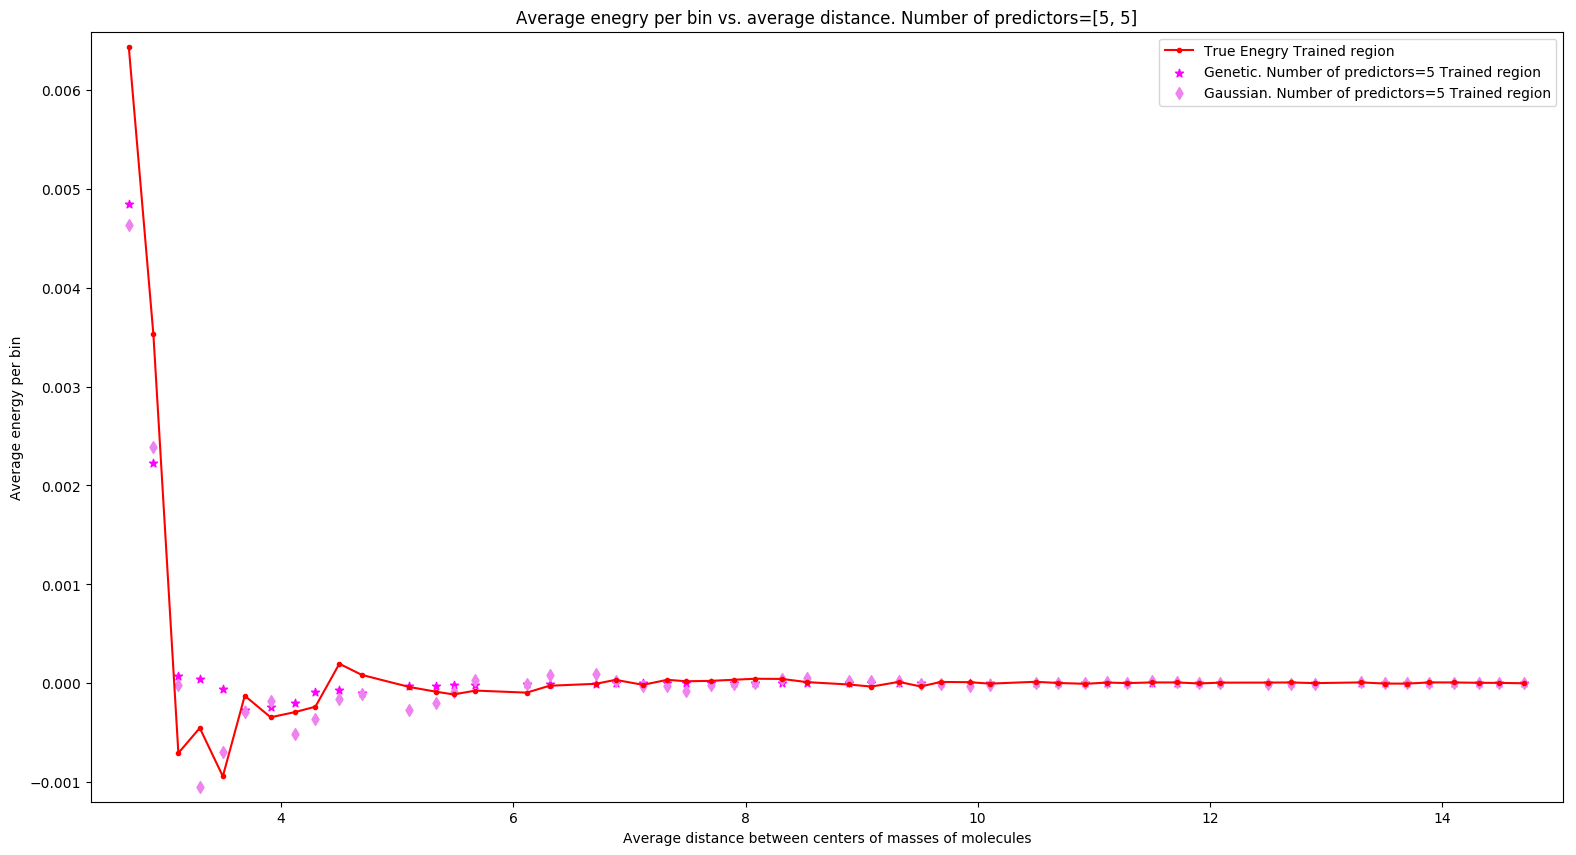 Average enegry per bin vs. average distance. Number of predictors=[5, 5]
True Enegry Trained region
Genetic. Number of predictors=5 Trained region
Gaussian. Number of predictors=5 Trained region
Average energy per bin
0.006
0.005
0.004
0.003
0.002
0.001
0.000
−0.001
4
6
8
10
12
14
Average distance between centers of masses of molecules